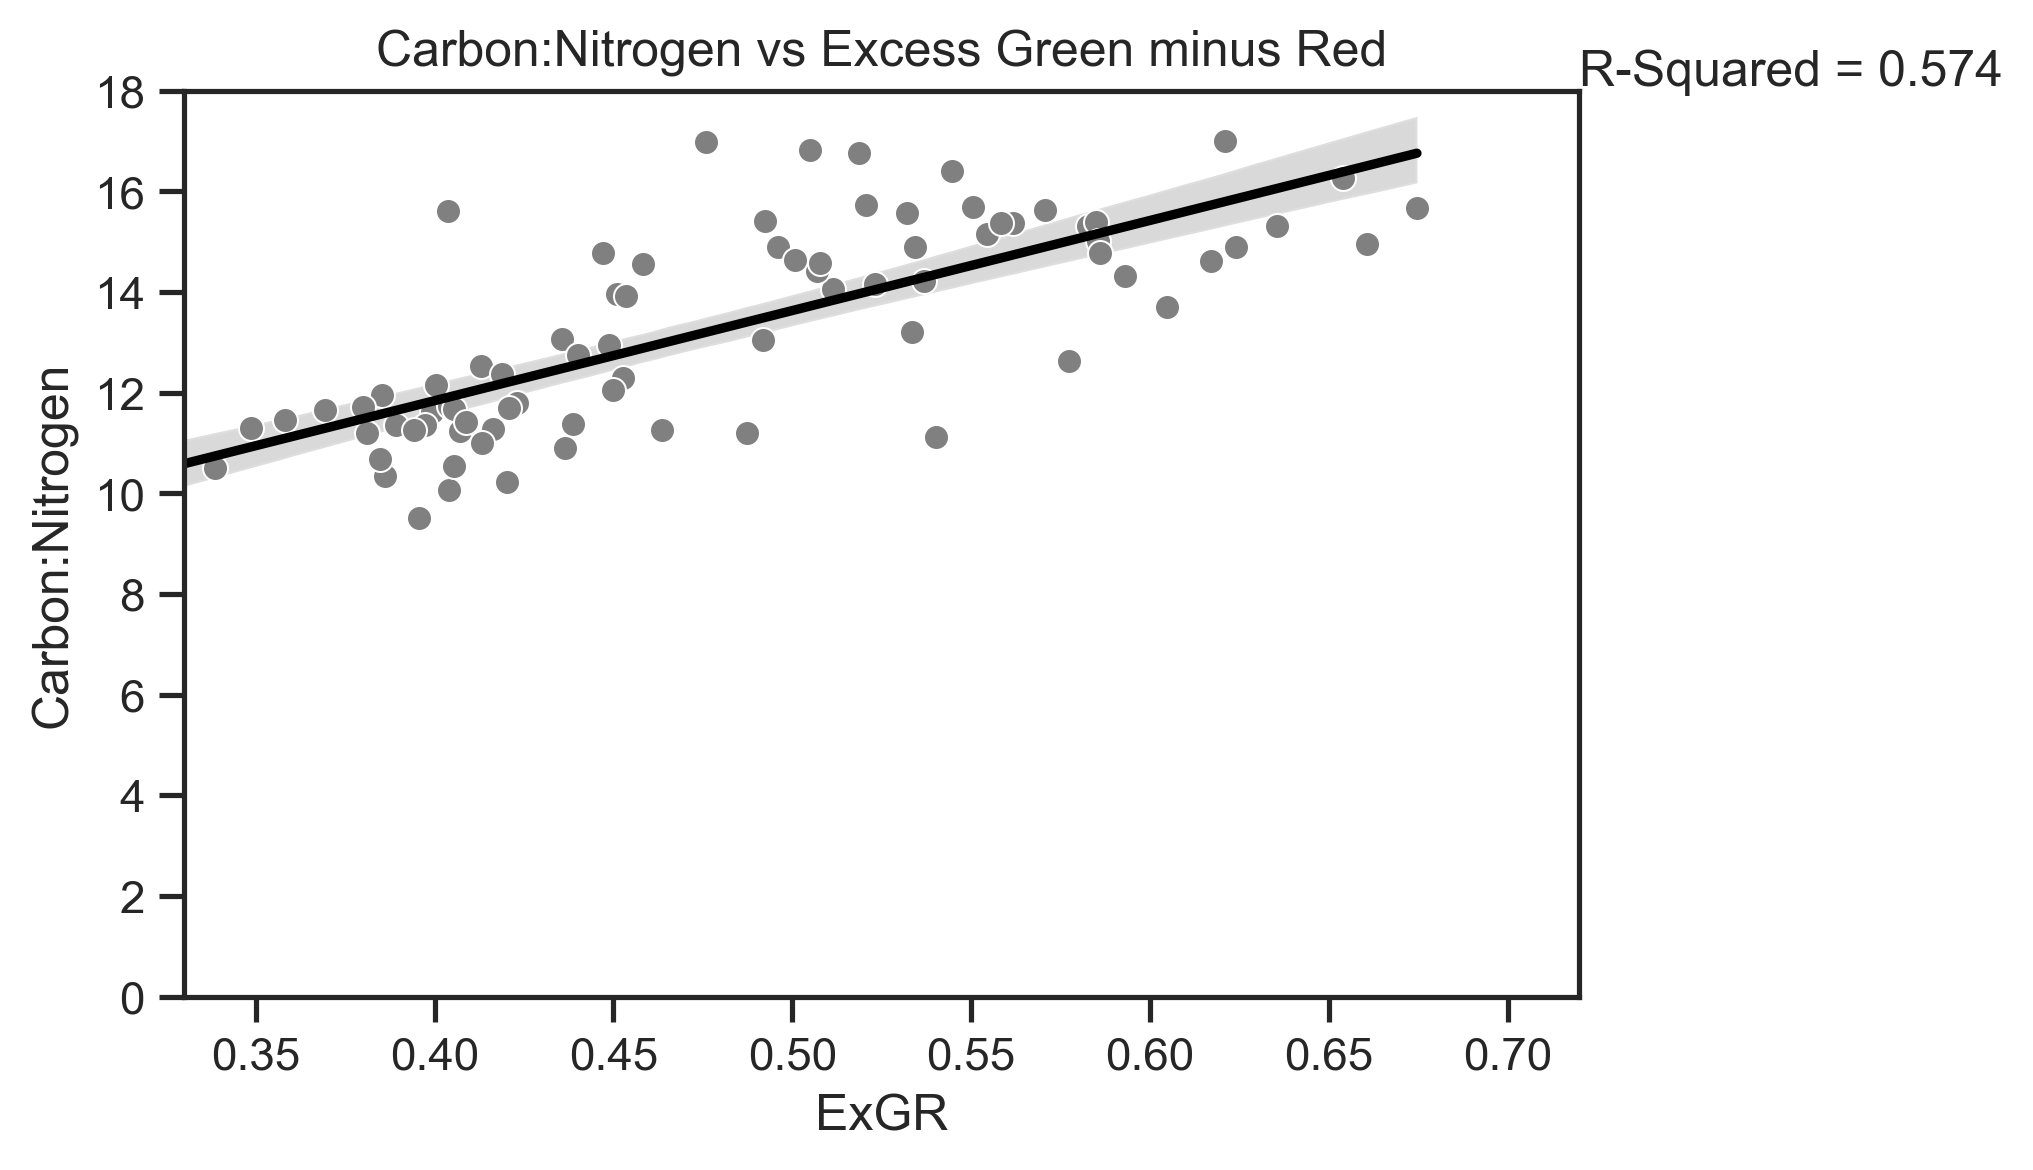 Carbon:Nitrogen vs Excess Green minus Red
R-Squared = 0.574
Carbon:Nitrogen
18
16
14
12
10
8
6
4
2
0
0.35 0.40 0.45 0.50 0.55 0.60 0.65 0.70
ExGR